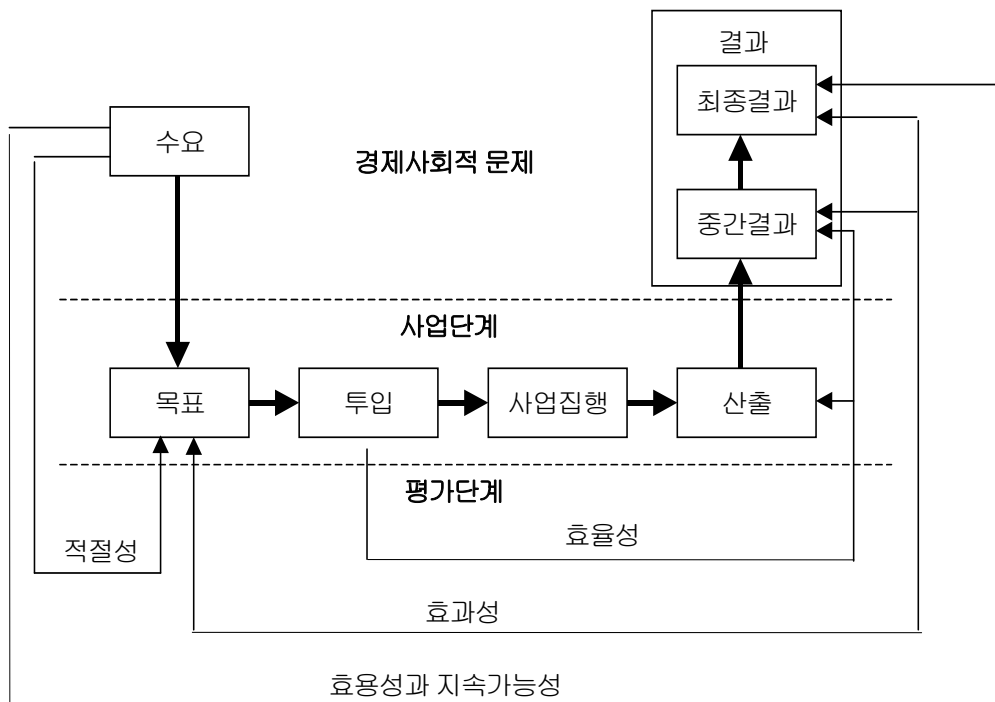 결과
최종결과
수요
경제사회적 문제
중간결과
사업단계
목표
투입
사업집행
산출
평가단계
효율성
적절성
효과성
효용성과 지속가능성